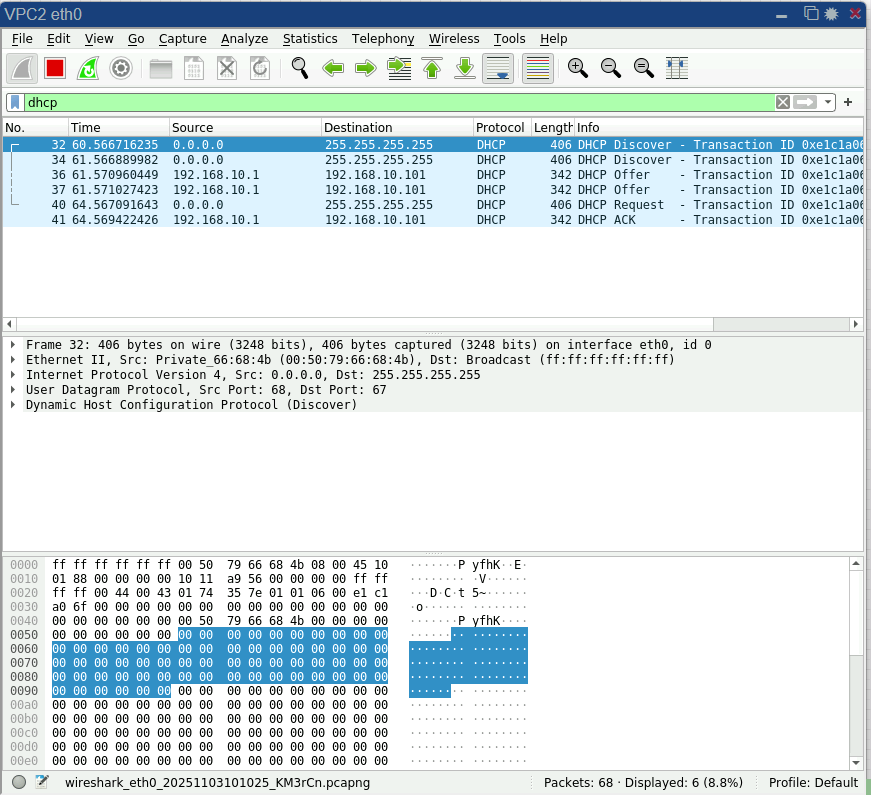 VPC2 eth0
File Edit View Go Capture Analyze Statistics Telephony Wireless Tools Help
dhcp
No. Time Source Destination Protocol Length Info
32 60.566716235 0.0.0.0 255.255.255.255 DHCP 406 DHCP Discover - Transaction ID 0xe1c1a06
34 61.566889982 0.0.0.0 255.255.255.255 DHCP 406 DHCP Discover - Transaction ID 0xe1c1a06
36 61.570960449 192.168.10.1 192.168.10.101 DHCP 342 DHCP Offer - Transaction ID 0xe1c1a06
37 61.571027423 192.168.10.1 192.168.10.101 DHCP 342 DHCP Offer - Transaction ID 0xe1c1a06
40 64.567091643 0.0.0.0 255.255.255.255 DHCP 406 DHCP Request - Transaction ID 0xe1c1a06
41 64.569422426 192.168.10.1 192.168.10.101 DHCP 342 DHCP ACK - Transaction ID 0xe1c1a06
Frame 32: 406 bytes on wire (3248 bits), 406 bytes captured (3248 bits) on interface eth0, id 0
Ethernet II, Src: Private_66:68:4b (00:50:79:66:68:4b), Dst: Broadcast (ff:ff:ff:ff:ff:ff)
Internet Protocol Version 4, Src: 0.0.0.0, Dst: 255.255.255.255
User Datagram Protocol, Src Port: 68, Dst Port: 67
Dynamic Host Configuration Protocol (Discover)
0000 ff ff ff ff ff ff 00 50 79 66 68 4b 08 00 45 10 ·······P yfhK··E·
0010 01 88 00 00 00 00 10 11 a9 56 00 00 00 00 ff ff ········ ·V······
0020 ff ff 00 44 00 43 01 74 35 7e 01 01 06 00 e1 c1 ···D·C·t 5~······
0030 a0 6f 00 00 00 00 00 00 00 00 00 00 00 00 00 00 ·o······ ········
0040 00 00 00 00 00 00 00 50 79 66 68 4b 00 00 00 00 ·······P yfhK····
0050 00 00 00 00 00 00 00 00 00 00 00 00 00 00 00 00 ········ ········
0060 00 00 00 00 00 00 00 00 00 00 00 00 00 00 00 00 ········ ········
0070 00 00 00 00 00 00 00 00 00 00 00 00 00 00 00 00 ········ ········
0080 00 00 00 00 00 00 00 00 00 00 00 00 00 00 00 00 ········ ········
0090 00 00 00 00 00 00 00 00 00 00 00 00 00 00 00 00 ········ ········
00a0 00 00 00 00 00 00 00 00 00 00 00 00 00 00 00 00 ········ ········
00b0 00 00 00 00 00 00 00 00 00 00 00 00 00 00 00 00 ········ ········
00c0 00 00 00 00 00 00 00 00 00 00 00 00 00 00 00 00 ········ ········
00d0 00 00 00 00 00 00 00 00 00 00 00 00 00 00 00 00 ········ ········
00e0 00 00 00 00 00 00 00 00 00 00 00 00 00 00 00 00 ········ ········
wireshark_eth0_20251103101025_KM3rCn.pcapng Packets: 68 · Displayed: 6 (8.8%) Profile: Default